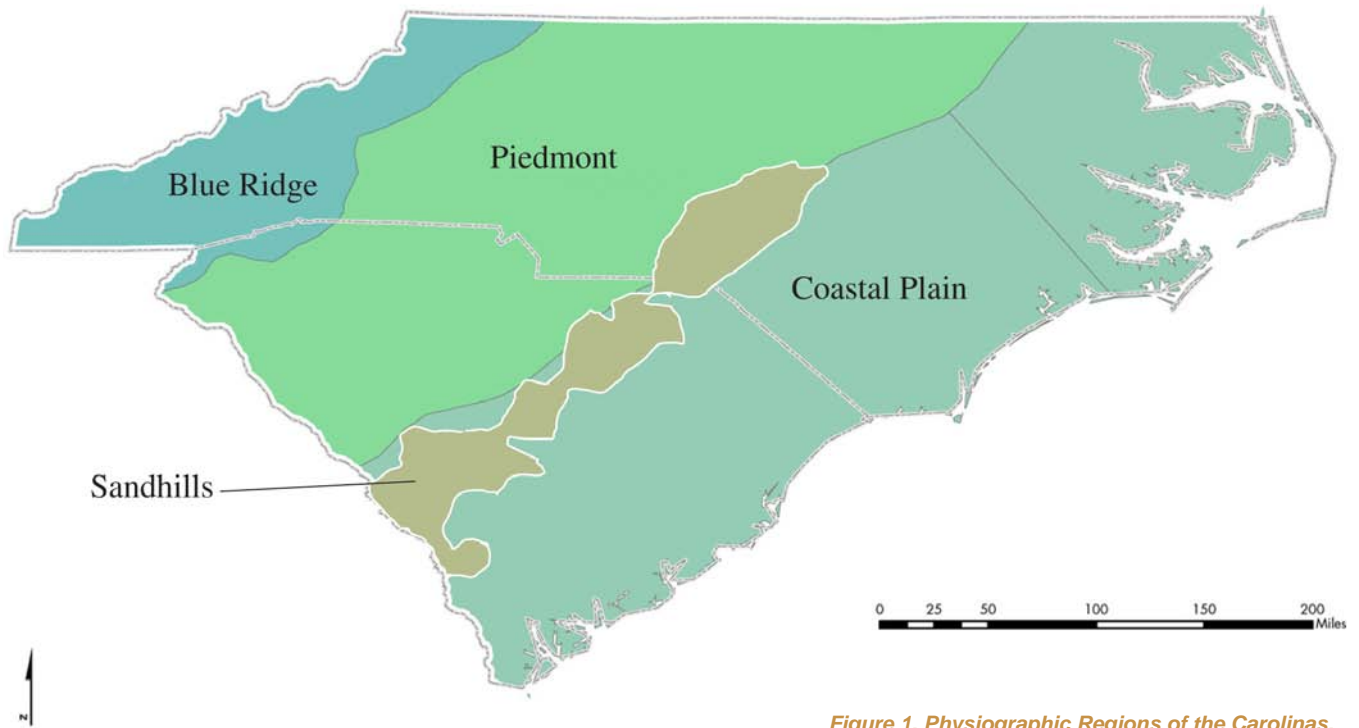 Blue Ridge
Piedmont
Coastal Plain
Sandhills
0 25 50 100 150 200
Miles
N
Figure 1. Physiographic Regions of the Carolinas.